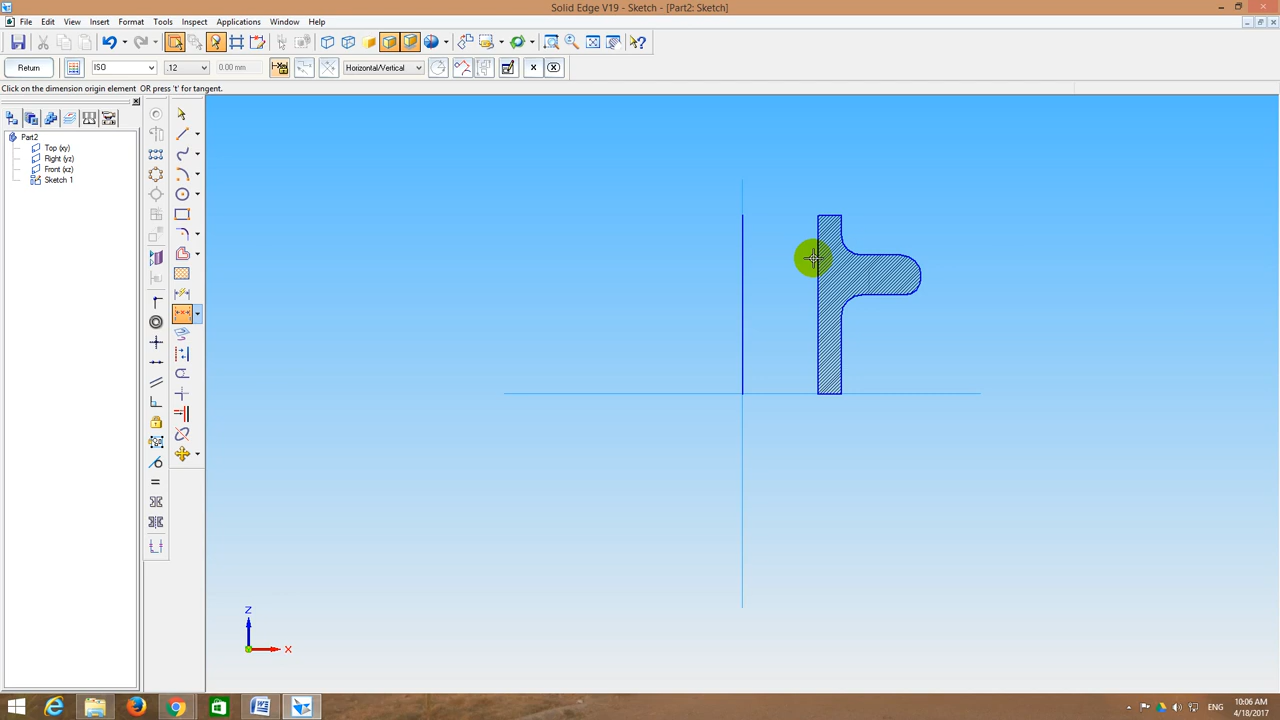 Solid Edge V19 - Sketch - [Part2: Sketch]
File Edit View Insert Format Tools Inspect Applications Window Help
Return ISO .12 0.00 mm Horizontal/Vertical
Click on the dimension origin element OR press 't' for tangent.
Part2
Top (xy)
Right (yz)
Front (xz)
Sketch 1
Z
X
ENG
10:06 AM
4/18/2017